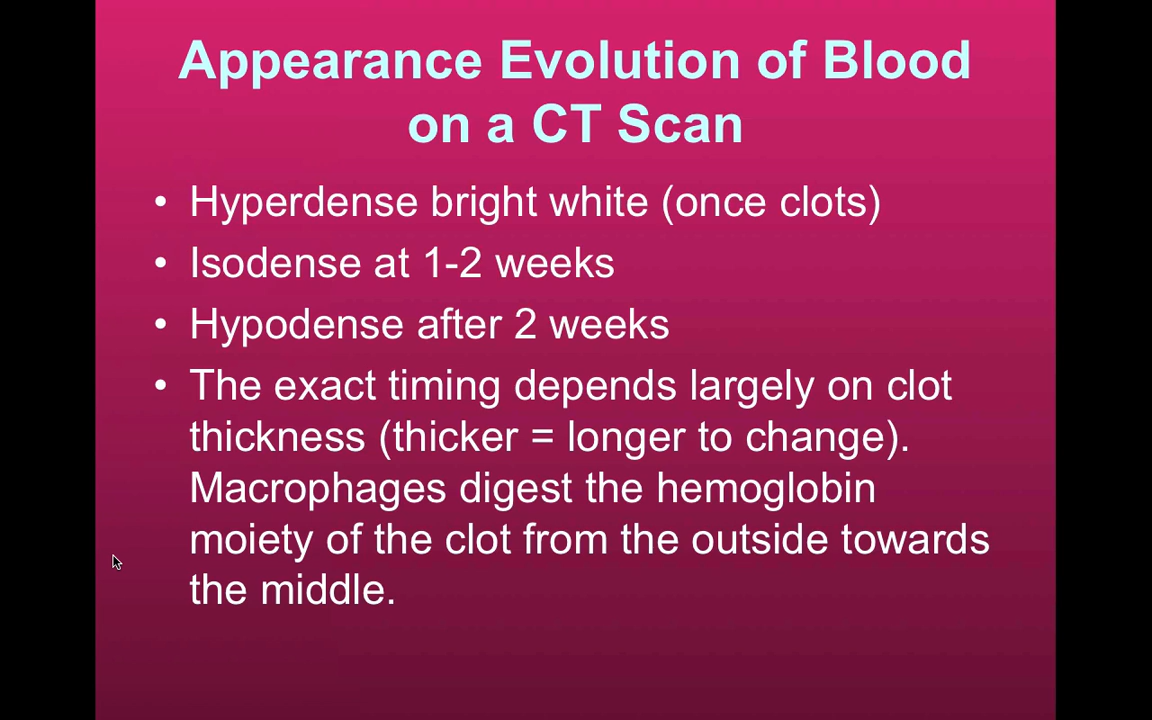 Appearance Evolution of Blood
on a CT Scan
• Hyperdense bright white (once clots)
• Isodense at 1-2 weeks
• Hypodense after 2 weeks
• The exact timing depends largely on clot
thickness (thicker = longer to change).
Macrophages digest the hemoglobin
moiety of the clot from the outside towards
the middle.